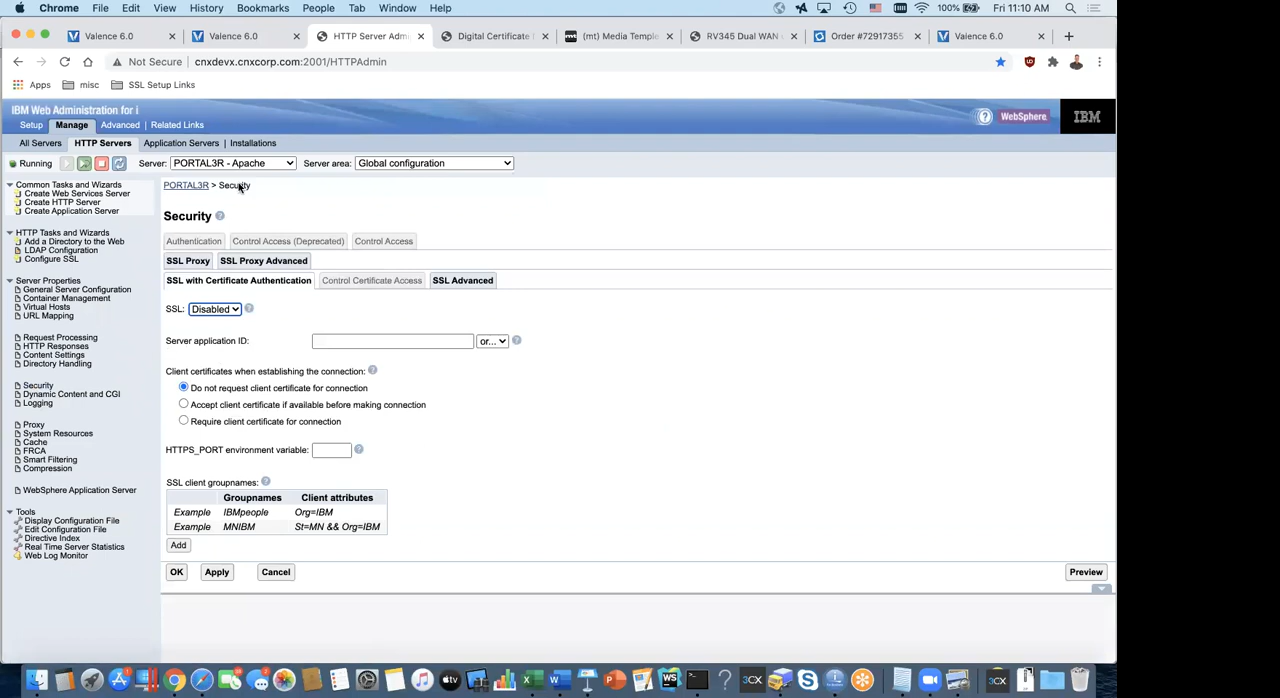 Chrome File Edit View History Bookmarks People Tab Window Help 100% Fri 11:10 AM
Valence 6.0 Valence 6.0 HTTP Server Admi Digital Certificate (mt) Media Temple RV345 Dual WAN Order #72917355 Valence 6.0
Not Secure cnxdevx.cnxcorp.com:2001/HTTPAdmin
Apps misc SSL Setup Links
IBM Web Administration for i
WebSphere IBM
Setup Manage Advanced Related Links
All Servers HTTP Servers Application Servers Installations
Running Server: PORTAL3R - Apache Server area: Global configuration
Common Tasks and Wizards
Create Web Services Server
Create HTTP Server
Create Application Server
HTTP Tasks and Wizards
Add a Directory to the Web
LDAP Configuration
Configure SSL
Server Properties
General Server Configuration
Container Management
Virtual Hosts
URL Mapping
Request Processing
HTTP Responses
Content Settings
Directory Handling
Security
Dynamic Content and CGI
Logging
Proxy
System Resources
Cache
FRCA
Smart Filtering
Compression
WebSphere Application Server
Tools
Display Configuration File
Edit Configuration File
Directive Index
Real Time Server Statistics
Web Log Monitor
PORTAL3R > Security
Security
Authentication Control Access (Deprecated) Control Access
SSL Proxy SSL Proxy Advanced
SSL with Certificate Authentication Control Certificate Access SSL Advanced
SSL: Disabled
Server application ID: or...
Client certificates when establishing the connection:
Do not request client certificate for connection
Accept client certificate if available before making connection
Require client certificate for connection
HTTPS_PORT environment variable:
SSL client groupnames:
Groupnames Client attributes
Example IBMpeople Org=IBM
Example MNIBM St=MN && Org=IBM
Add
OK Apply Cancel Preview
WS 3CX 3CX